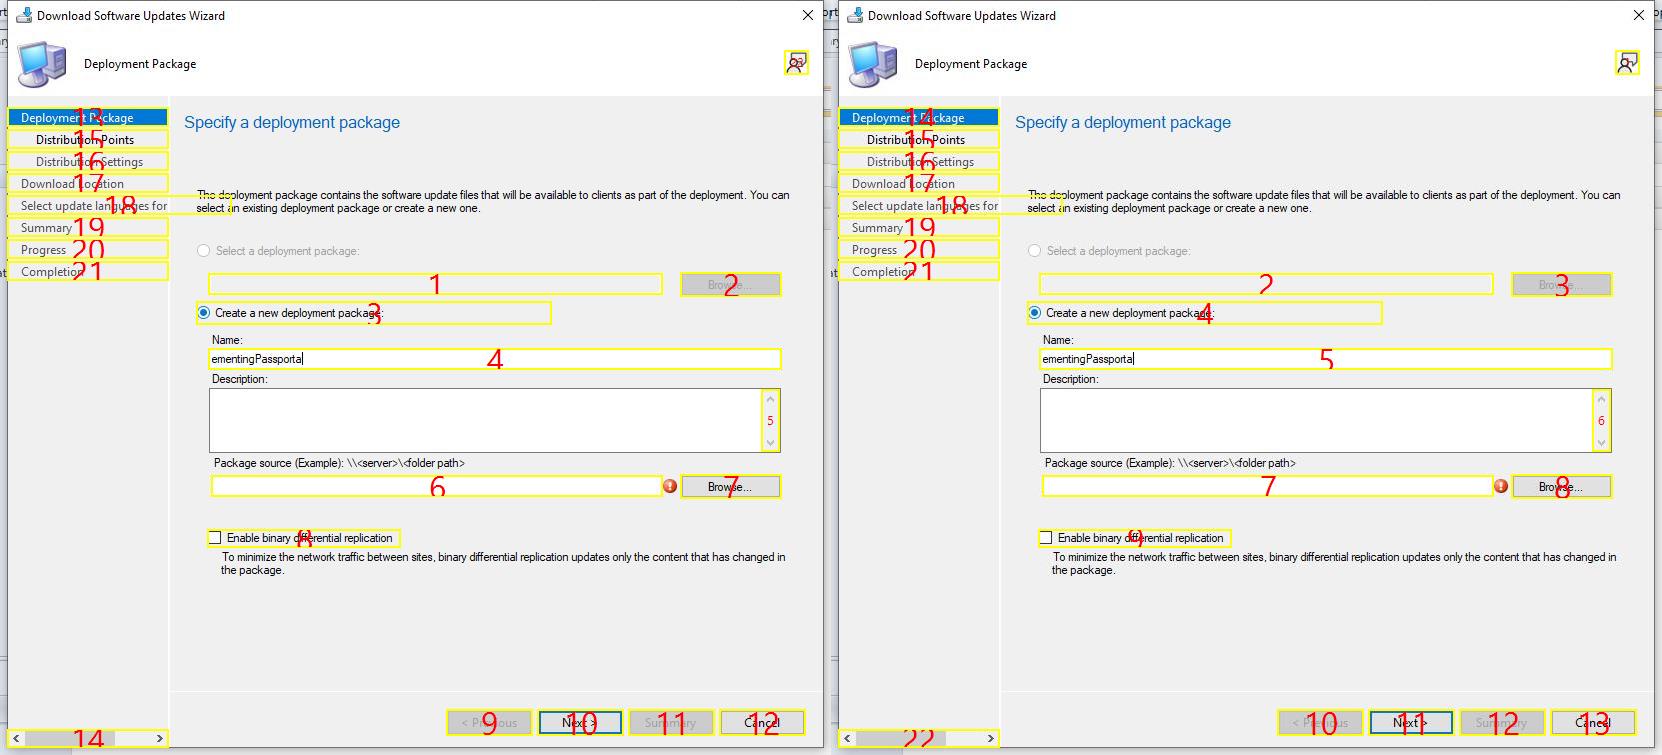 Download Software Updates Wizard
Deployment Package
Deployment Package
13
Distribution Points
15
Distribution Settings
16
Download Location
17
Select update languages for
18
Summary
19
Progress
20
Completion
21
14
Specify a deployment package
The deployment package contains the software update files that will be available to clients as part of the deployment. You can
select an existing deployment package or create a new one.
Select a deployment package:
1
Browse...
2
Create a new deployment package:
3
Name:
ementingPassporta
4
Description:
5
Package source (Example): \\<server>\<folder path>
6
Browse...
7
Enable binary differential replication
8
To minimize the network traffic between sites, binary differential replication updates only the content that has changed in
the package.
< Previous
9
Next >
10
Summary
11
Cancel
12
Download Software Updates Wizard
Deployment Package
Deployment Package
14
Distribution Points
15
Distribution Settings
16
Download Location
17
Select update languages for
18
Summary
19
Progress
20
Completion
21
22
Specify a deployment package
The deployment package contains the software update files that will be available to clients as part of the deployment. You can
select an existing deployment package or create a new one.
Select a deployment package:
2
Browse...
3
Create a new deployment package:
4
Name:
ementingPassporta
5
Description:
6
Package source (Example): \\<server>\<folder path>
7
Browse...
8
Enable binary differential replication
9
To minimize the network traffic between sites, binary differential replication updates only the content that has changed in
the package.
< Previous
10
Next >
11
Summary
12
Cancel
13